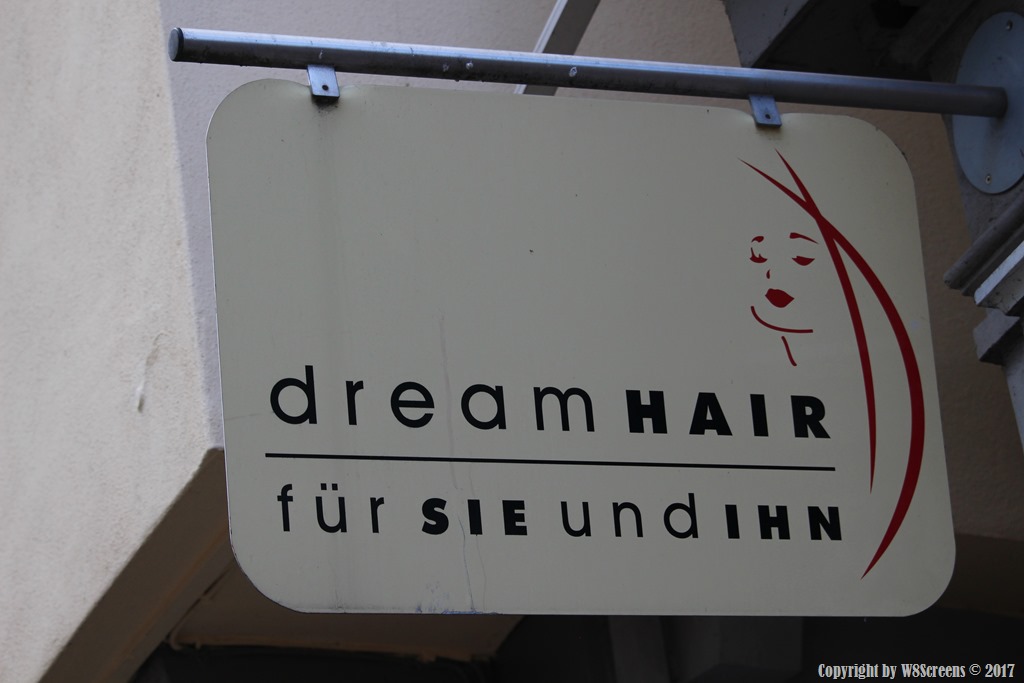 dreamHAIR
für SIE und IHN
Copyright by W8Screens © 2017